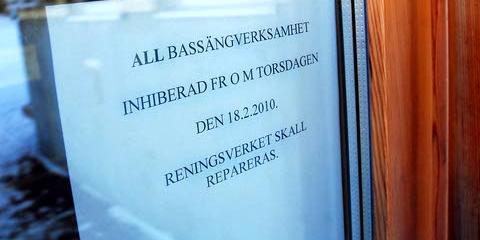 ALL BASSÄNGVERKSAMHET
INHIBERAD FR O M TORSDAGEN
DEN 18.2.2010.
RENINGSVERKET SKALL
REPARERAS.